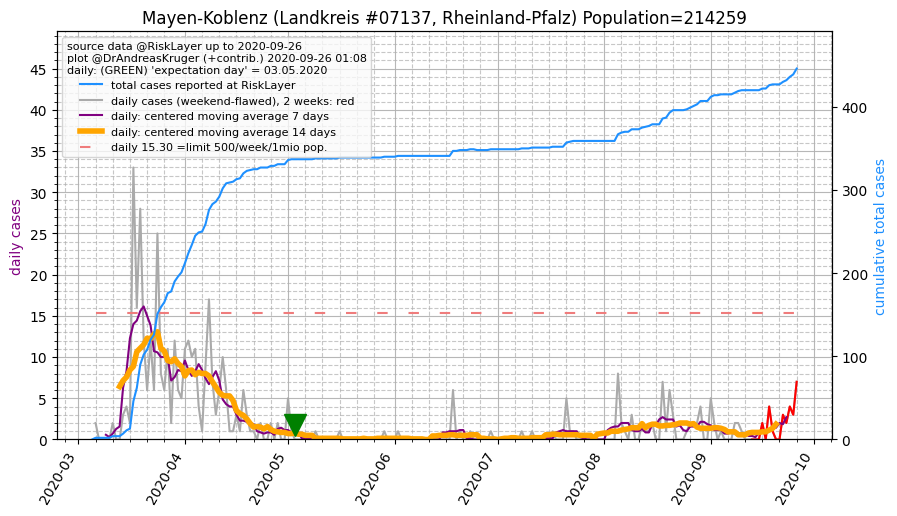 Mayen-Koblenz (Landkreis #07137, Rheinland-Pfalz) Population=214259
source data @RiskLayer up to 2020-09-26
plot @DrAndreasKruger (+contrib.) 2020-09-26 01:08
daily: (GREEN) 'expectation day' = 03.05.2020
total cases reported at RiskLayer
daily cases (weekend-flawed), 2 weeks: red
daily: centered moving average 7 days
daily: centered moving average 14 days
daily 15.30 =limit 500/week/1mio pop.
daily cases
45
40
35
30
25
20
15
10
5
0
cumulative total cases
400
300
200
100
0
2020-03
2020-04
2020-05
2020-06
2020-07
2020-08
2020-09
2020-10